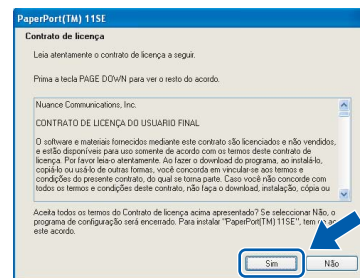 PaperPort(TM) 11SE
Contrato de licença
Leia atentamente o contrato de licença a seguir.
Prima a tecla PAGE DOWN para ver o resto do acordo.
Nuance Communications, Inc.
CONTRATO DE LICENÇA DO USUARIO FINAL
O software e materiais fornecidos mediante este contrato são licenciados e não vendidos,
e estão disponíveis para uso somente de acordo com os termos deste contrato de
licença. Por favor leia-o atentamente. Ao fazer o download do programa, ao instalá-lo,
copiá-lo ou usá-lo de outras formas, você concorda em vincular-se aos termos e
condições do presente contrato, do qual se torna parte. Caso você não concorde com
todos os termos e condições deste contrato, não faça o download, instalação, cópia ou
Aceita todos os termos do Contrato de licença acima apresentado? Se seleccionar Não, o
programa de configuração será encerrado. Para instalar "PaperPort(TM) 11SE", tem
este acordo.
Sim
Não